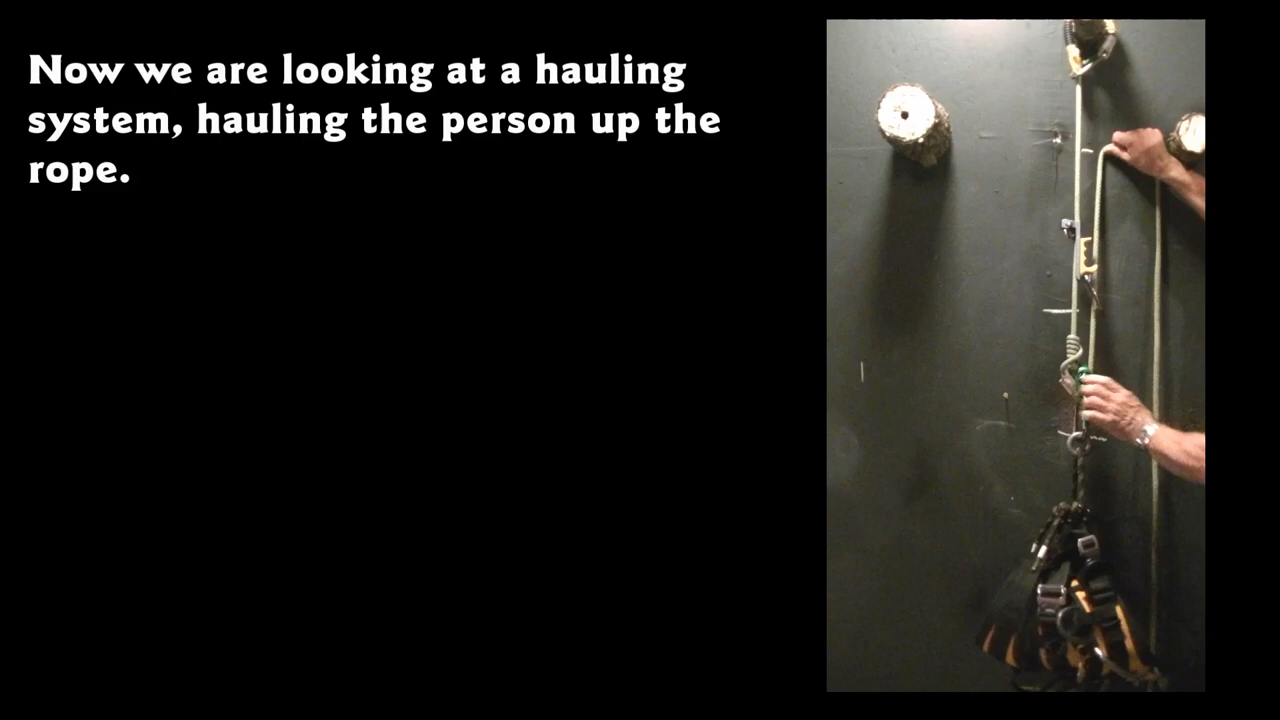 Now we are looking at a hauling
system, hauling the person up the
rope.